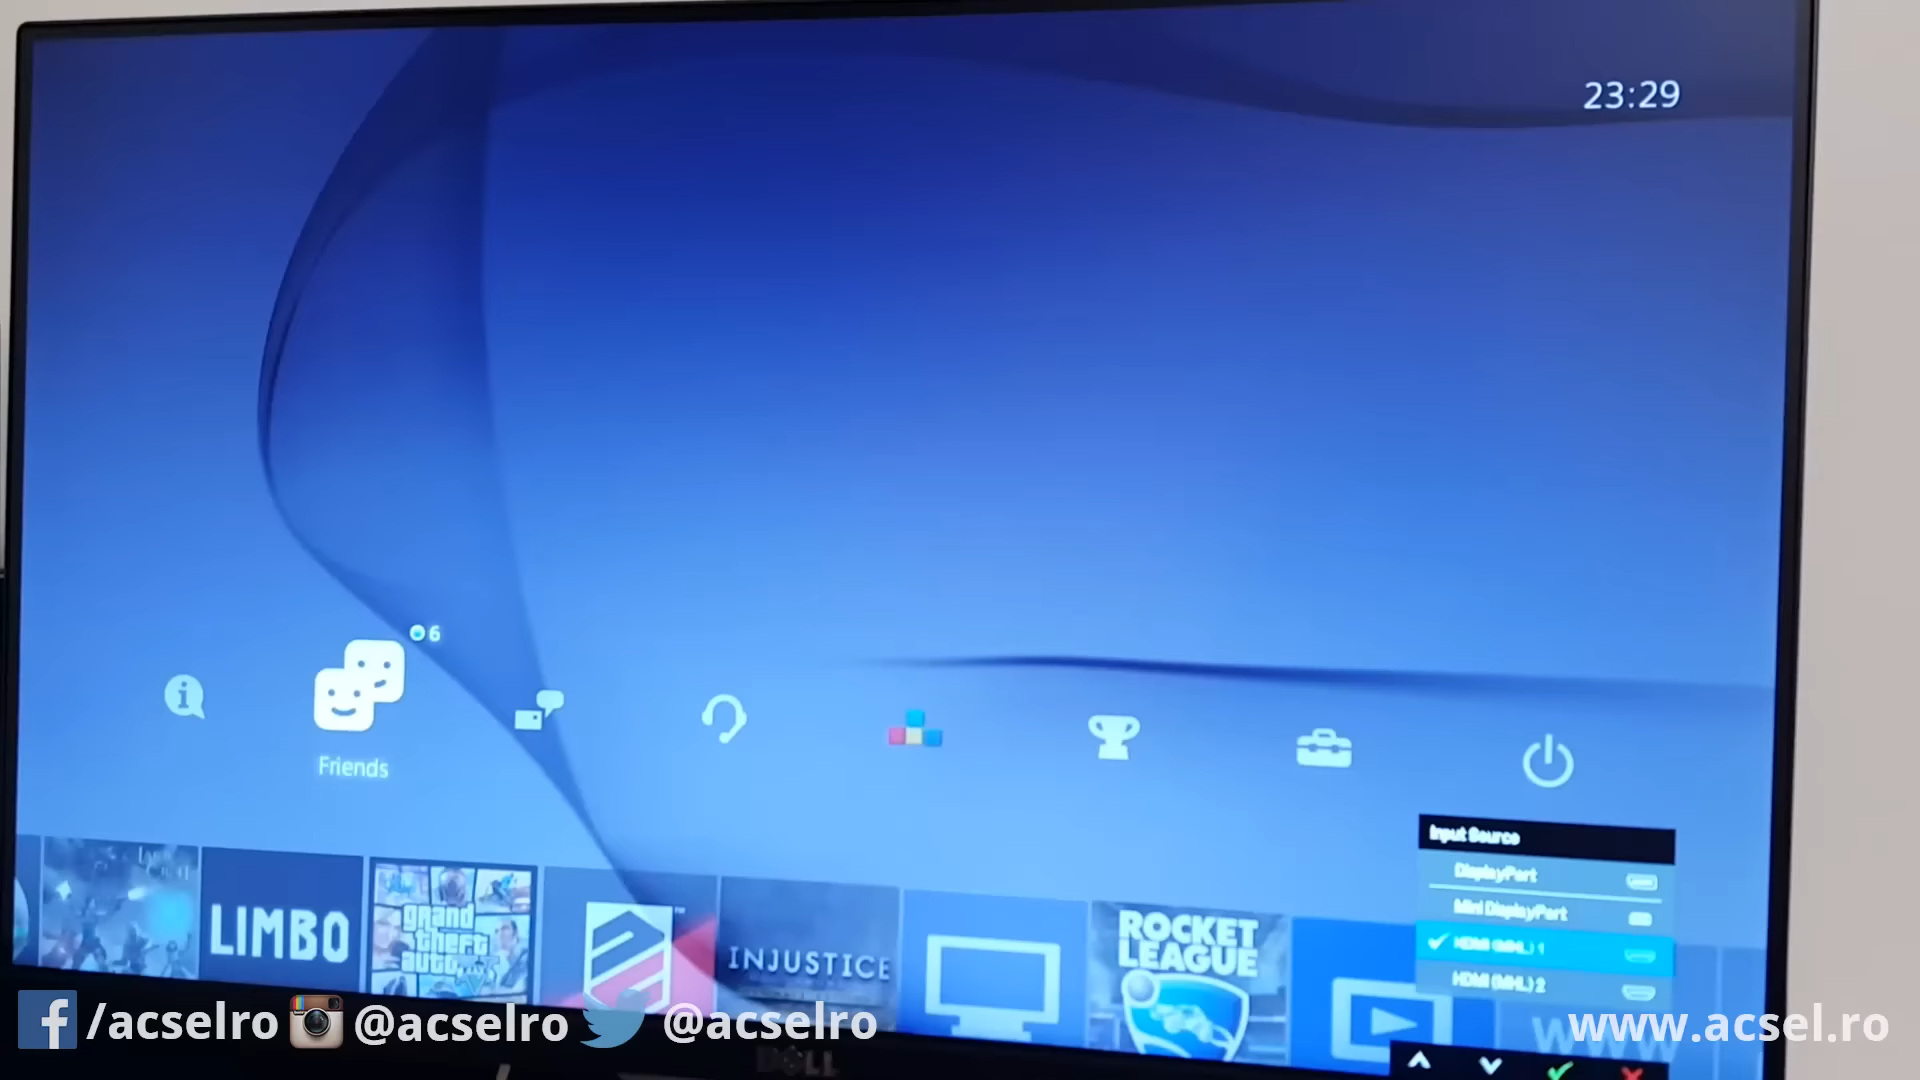 23:29
6
Friends
Input Source
DisplayPort
Mini DisplayPort
HDMI (MHL) 1
HDMI (MHL) 2
LIMBO
grand
theft
auto
V
INJUSTICE
ROCKET
LEAGUE
/acselro @acselro @acselro www.acsel.ro
DELL